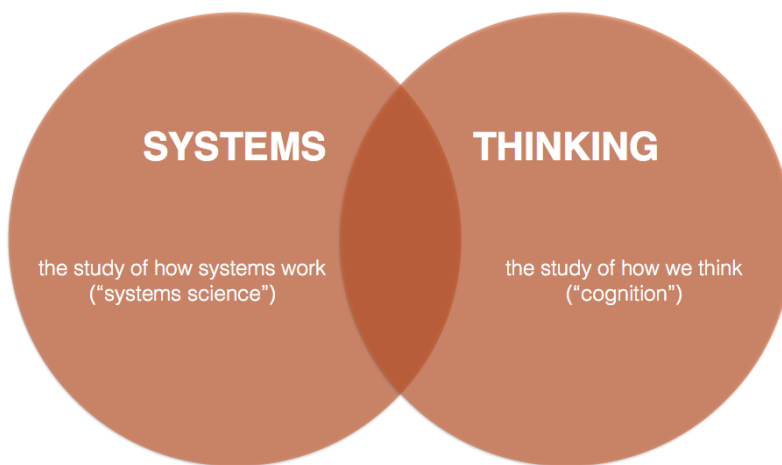 SYSTEMS
the study of how systems work
(“systems science”)
THINKING
the study of how we think
(“cognition”)